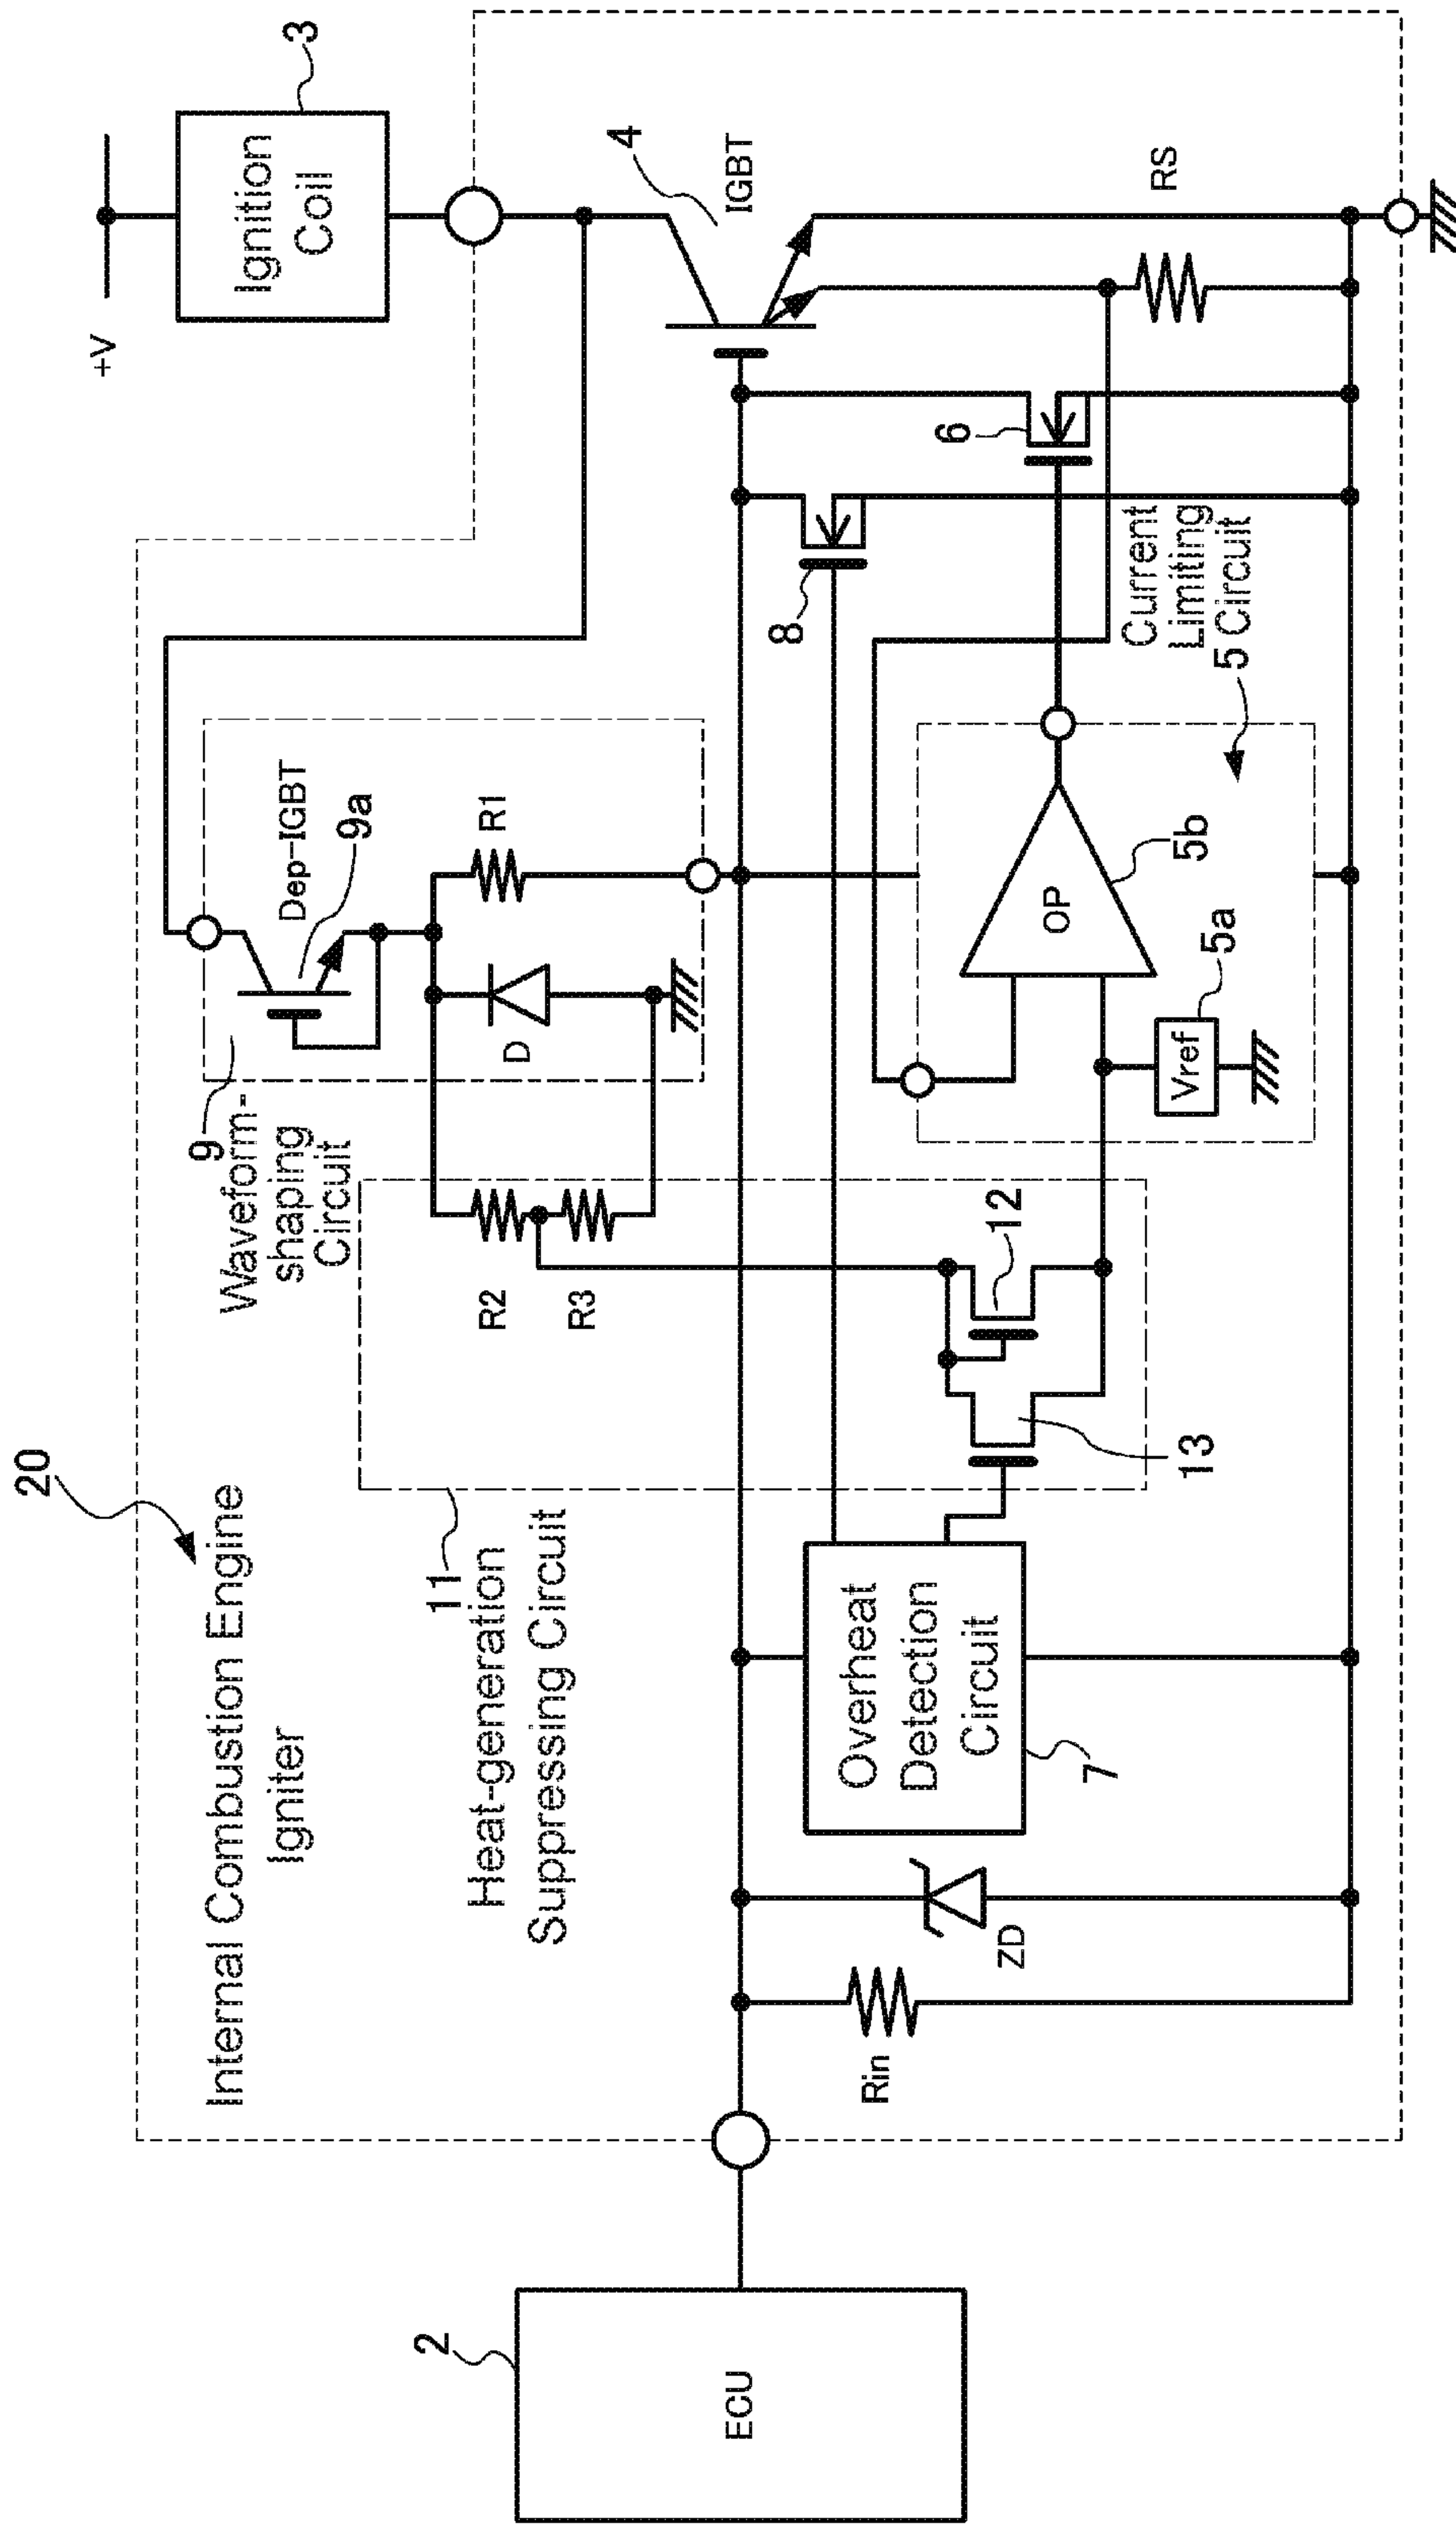 20
Internal Combustion Engine
Igniter
+V
Ignition
Coil
3
9
Waveform-
shaping
Circuit
Dep-IGBT
9a
D
R1
R2
R3
11
Heat-generation
Suppressing Circuit
4
IGBT
2
ECU
Rin
ZD
Overheat
Detection
Circuit
7
13
12
8
6
OP
5b
Vref
5a
Current
Limiting
5 Circuit
RS